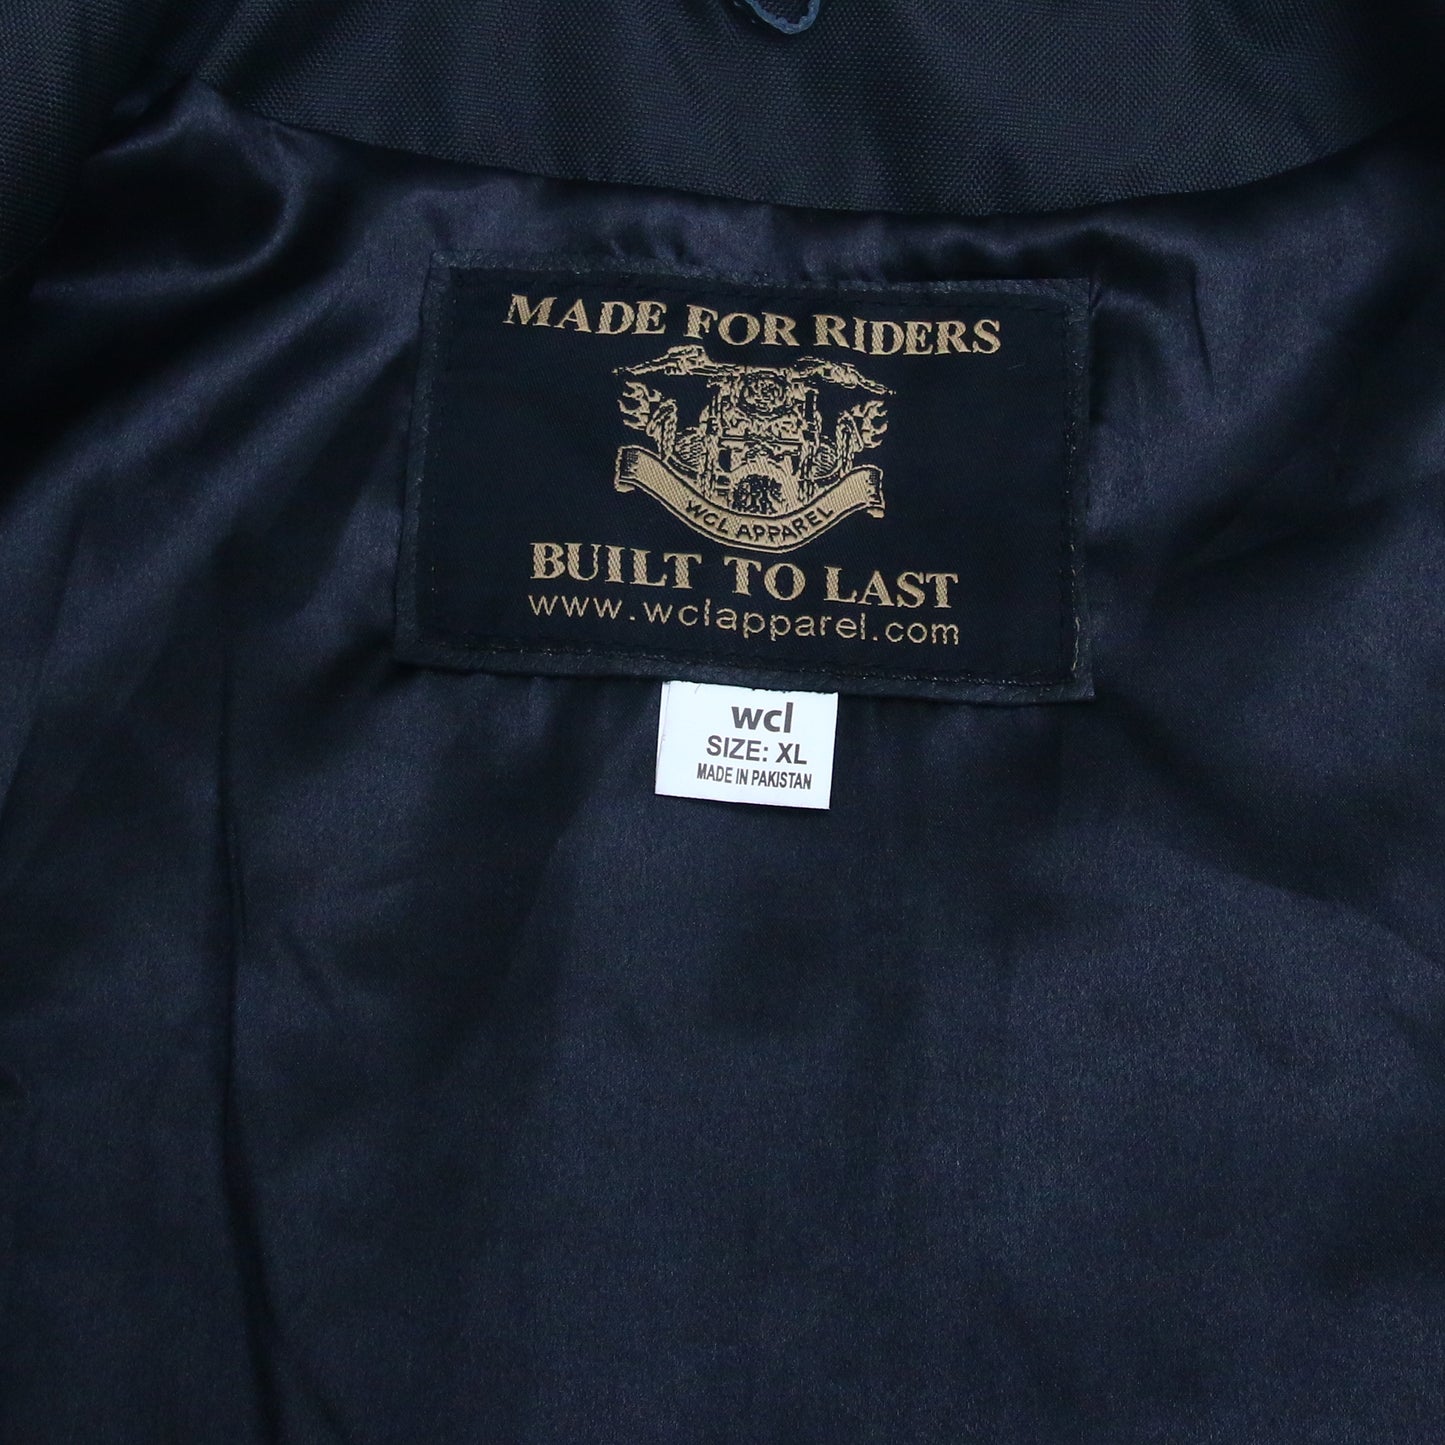 MADE FOR RIDERS
WCL APPAREL
BUILT TO LAST
www.wclapparel.com
wcl
SIZE: XL
MADE IN PAKISTAN